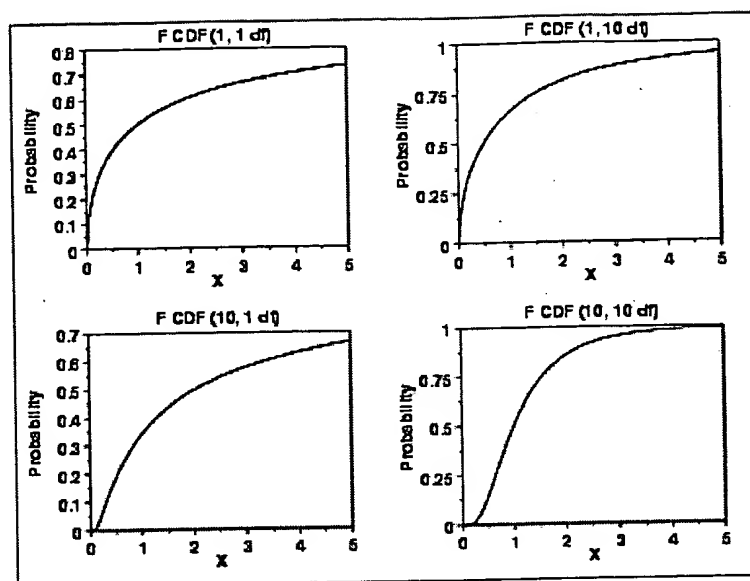 F CDF (1, 1 df)
0.8
0.7
0.6
0.5
0.4
0.3
0.2
0.1
0
Probability
0 1 2 3 4 5
X
F CDF (1, 10 df)
1
0.75
0.5
0.25
0
Probability
0 1 2 3 4 5
X
F CDF (10, 1 df)
0.7
0.6
0.5
0.4
0.3
0.2
0.1
0
Probability
0 1 2 3 4 5
X
F CDF (10, 10 df)
1
0.75
0.5
0.25
0
Probability
0 1 2 3 4 5
X